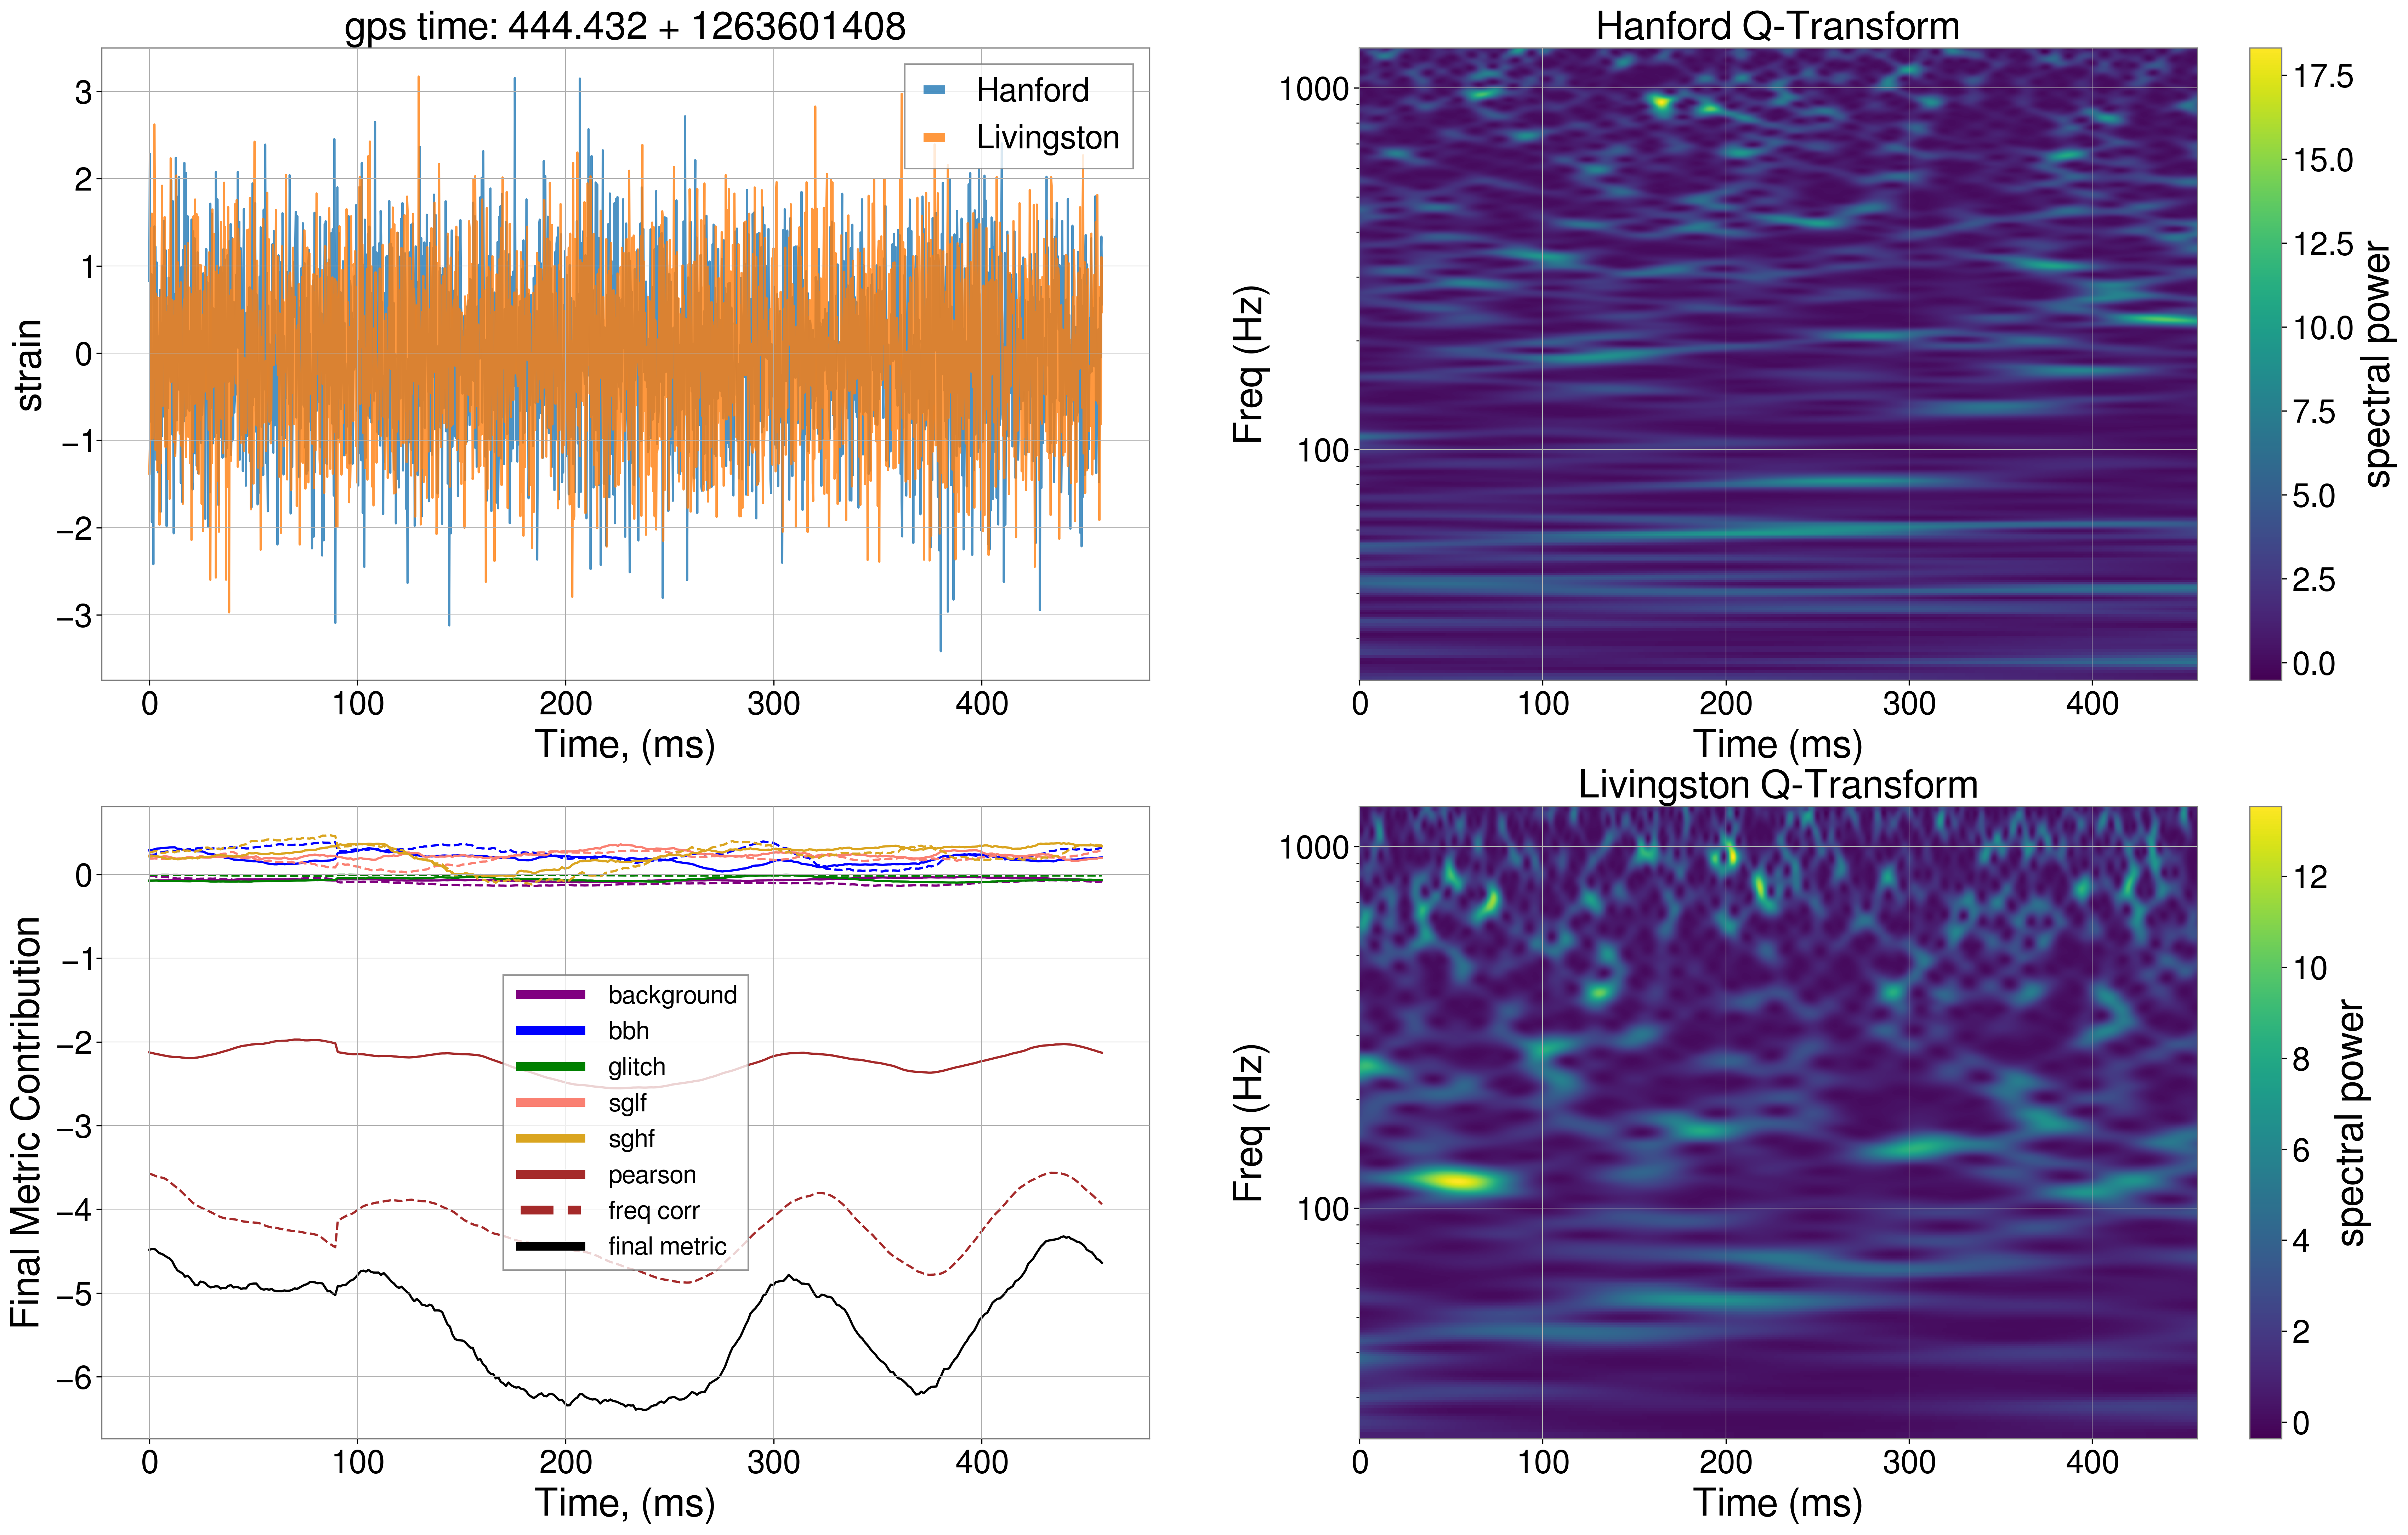 gps time: 444.432 + 1263601408
strain
3
2
1
0
−1
−2
−3
0
100
200
300
400
Time, (ms)
Hanford
Livingston
Hanford Q-Transform
Freq (Hz)
1000
100
0
100
200
300
400
Time (ms)
17.5
15.0
12.5
10.0
7.5
5.0
2.5
0.0
spectral power
Final Metric Contribution
0
−1
−2
−3
−4
−5
−6
0
100
200
300
400
Time, (ms)
background
bbh
glitch
sglf
sghf
pearson
freq corr
final metric
Livingston Q-Transform
Freq (Hz)
1000
100
0
100
200
300
400
Time (ms)
12
10
8
6
4
2
0
spectral power